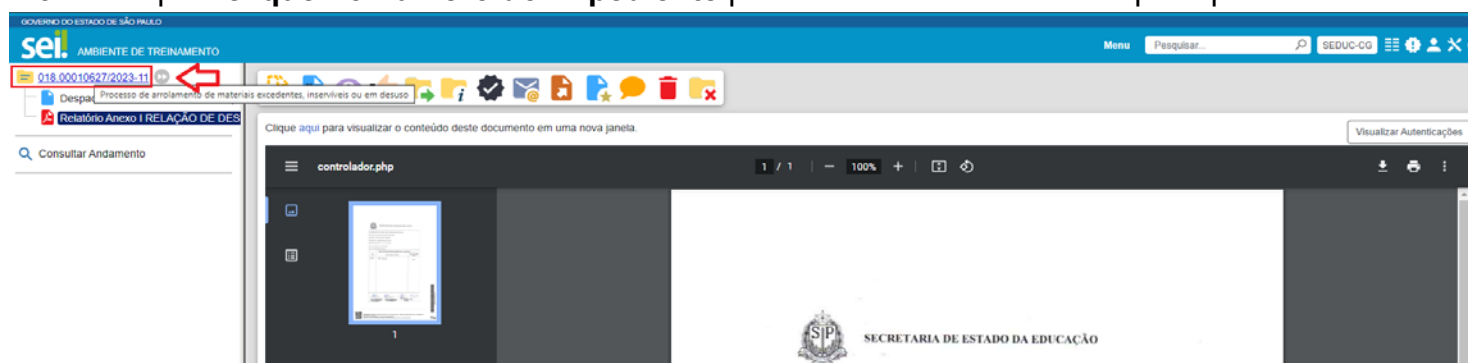 GOVERNO DO ESTADO DE SÃO PAULO
sei! AMBIENTE DE TREINAMENTO
Menu Pesquisar... SEDUC-CG
018.00010627/2023-11
Despac
Processo de arrolamento de materiais excedentes, inservíveis ou em desuso
Relatório Anexo I RELAÇÃO DE DES
Consultar Andamento
Clique aqui para visualizar o conteúdo deste documento em uma nova janela.
Visualizar Autenticações
controlador.php 1 / 1 100%
1
SP SECRETARIA DE ESTADO DA EDUCAÇÃO